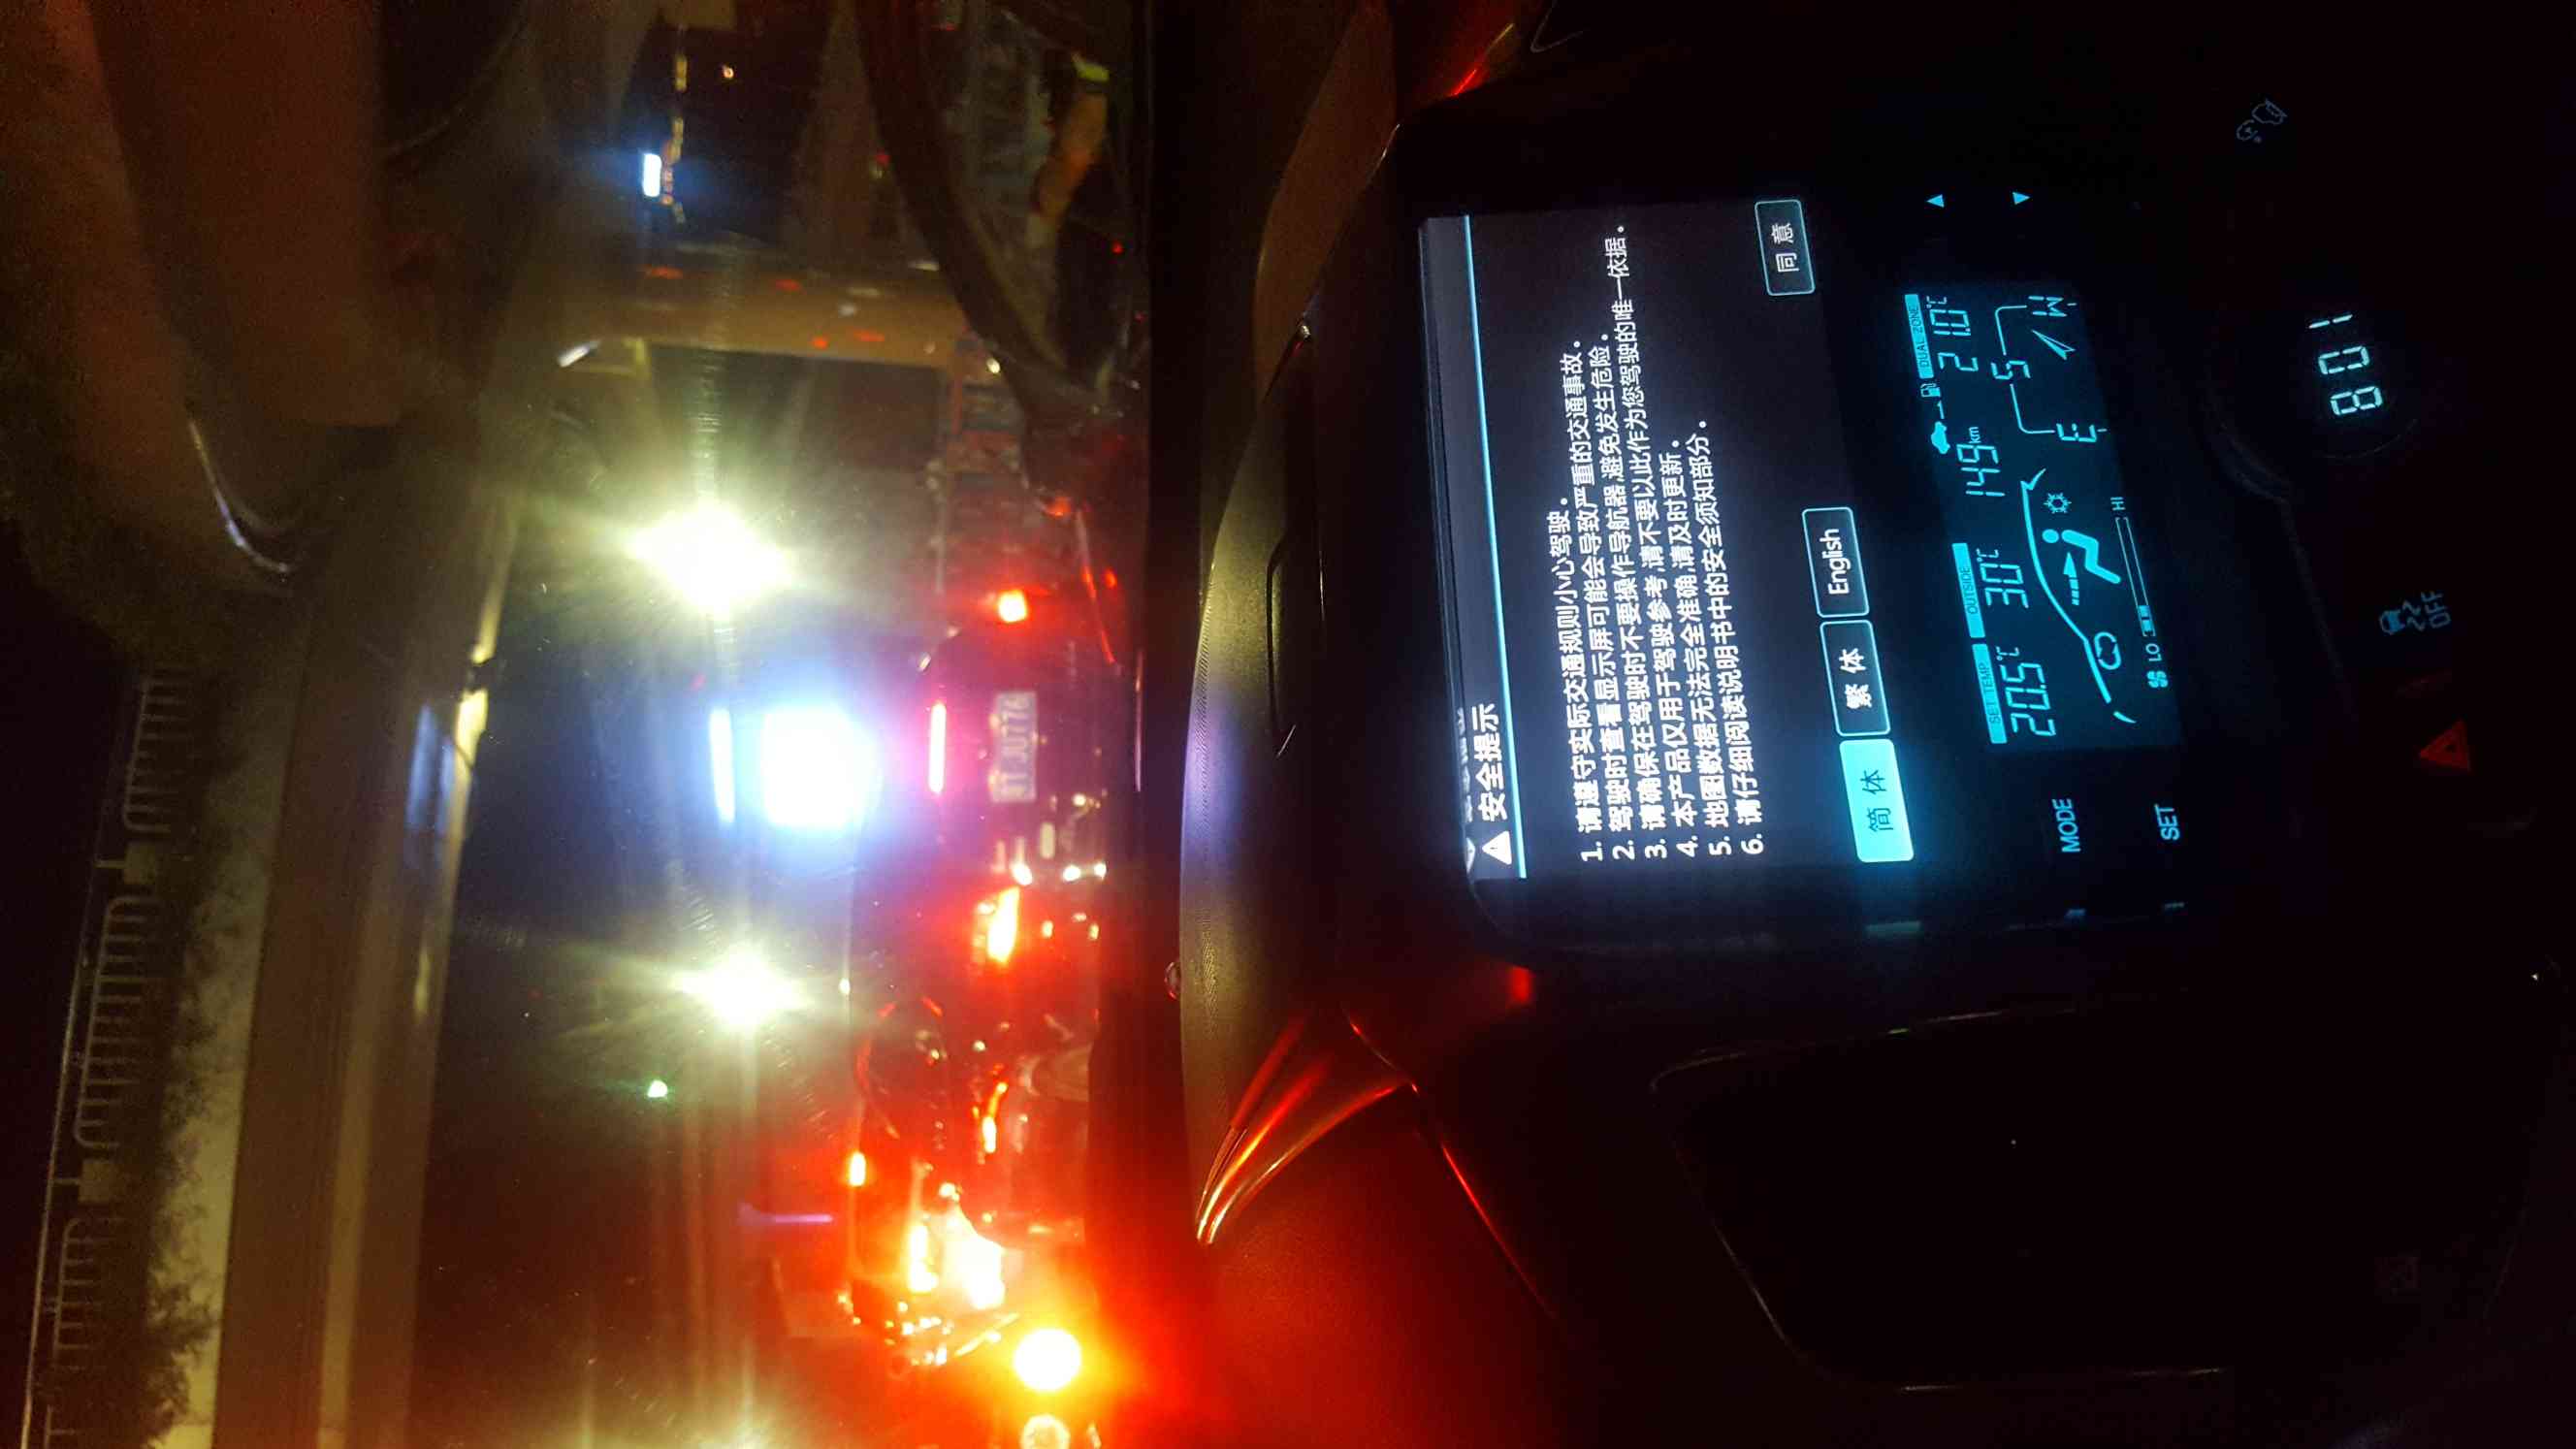 安全提示
1. 请遵守实际交通规则小心驾驶。
2. 驾驶时查看显示屏可能会导致严重的交通事故。
3. 请确保在驾驶时不要操作导航器,避免发生危险。
4. 本产品仅用于驾驶参考,请不要以此作为您驾驶的唯一依据。
5. 地图数据无法完全准确,请及时更新。
6. 请仔细阅读说明书中的安全须知部分。
同意
简体 繁体 English
SET TEMP OUTSIDE DUAL ZONE
20.5℃ 30℃ 149km 21.0℃
E S W
LO HI
MODE
SET
OFF
8:01